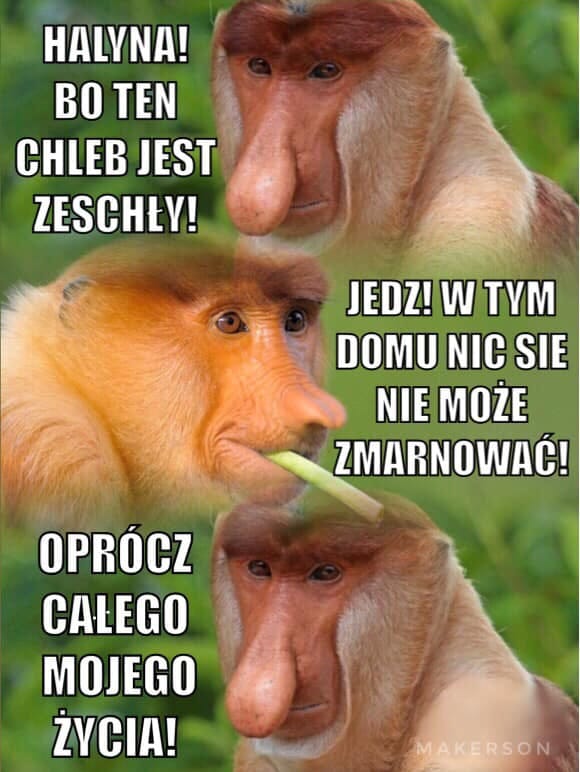 HALYNA!
BO TEN
CHLEB JEST
ZESCHŁY!
JEDZ! W TYM
DOMU NIC SIE
NIE MOŻE
ZMARNOWAĆ!
OPRÓCZ
CAŁEGO
MOJEGO
ŻYCIA!
MAKERSON